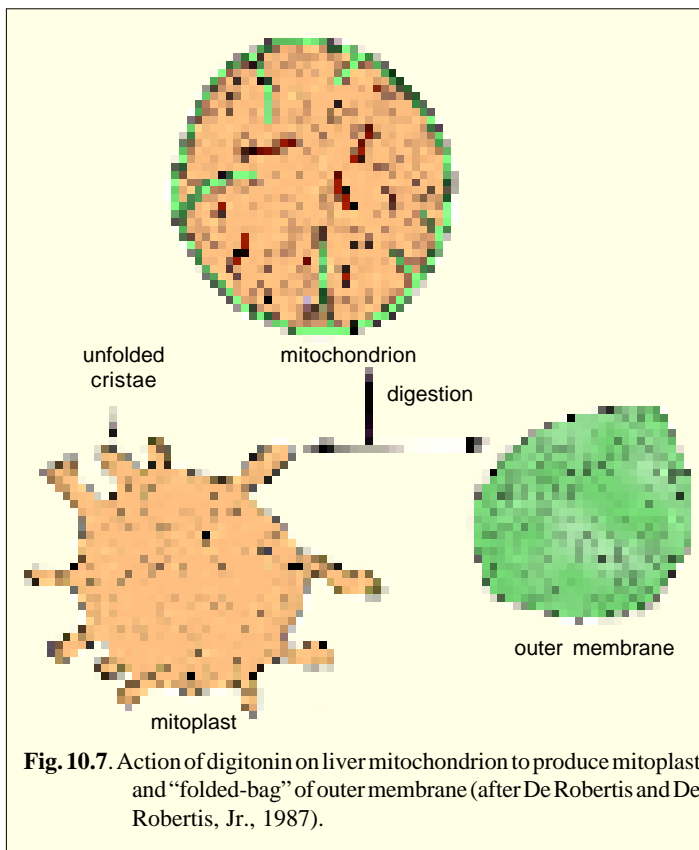 unfolded
cristae
mitochondrion
digestion
outer membrane
mitoplast
Fig. 10.7. Action of digitonin on liver mitochondrion to produce mitoplast
and “folded-bag” of outer membrane (after De Robertis and De
Robertis, Jr., 1987).